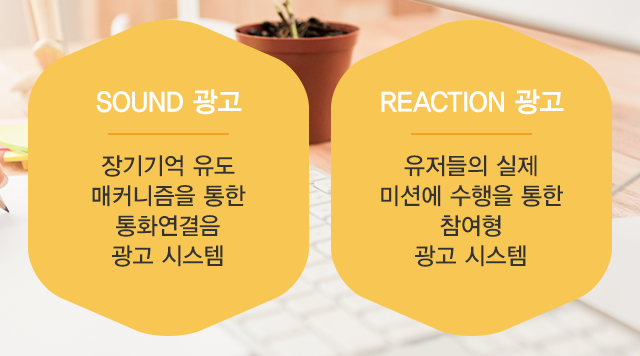 SOUND 광고
장기기억 유도
매커니즘을 통한
통화연결음
광고 시스템
REACTION 광고
유저들의 실제
미션에 수행을 통한
참여형
광고 시스템